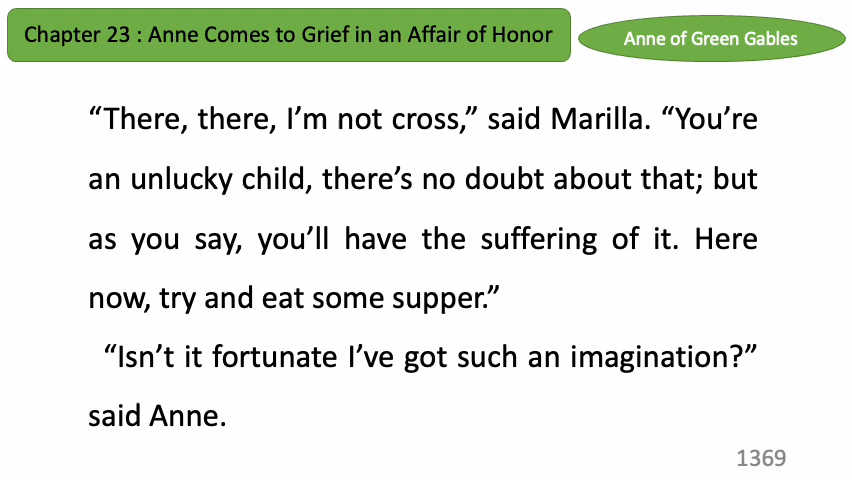 Chapter 23 : Anne Comes to Grief in an Affair of Honor
Anne of Green Gables
“There, there, I’m not cross,” said Marilla. “You’re
an unlucky child, there’s no doubt about that; but
as you say, you’ll have the suffering of it. Here
now, try and eat some supper.”
“Isn’t it fortunate I’ve got such an imagination?”
said Anne.
1369